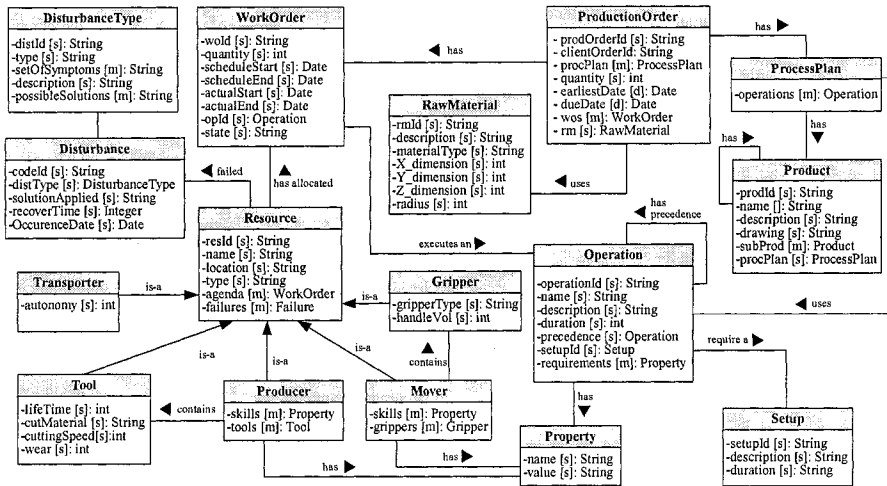 DisturbanceType
-distId [s]: String
-type [s]: String
-setOfSymptoms [m]: String
-description [s]: String
-possibleSolutions [m]: String
WorkOrder
-woId [s]: String
-quantity [s]: int
-scheduleStart [s]: Date
-scheduleEnd [s]: Date
-actualStart [s]: Date
-actualEnd [s]: Date
-opId [s]: Operation
-state [s]: String
has
ProductionOrder
- prodOrderId [s]: String
- clientOrderId: String
- procPlan [m]: ProcessPlan
- quantity [s]: int
- earliestDate [d]: Date
- dueDate [d]: Date
- wos [m]: WorkOrder
- rm [s]: RawMaterial
has
ProcessPlan
-operations [m]: Operation
has
has
RawMaterial
-rmId [s]: String
-description [s]: String
-materialType [s]: String
-X_dimension [s]: int
-Y_dimension [s]: int
-Z_dimension [s]: int
-radius [s]: int
uses
Product
-prodId [s]: String
-name []: String
-description [s]: String
-drawing [s]: String
-subProd [m]: Product
-procPlan [s]: ProcessPlan
Disturbance
-codeId [s]: String
-distType [s]: DisturbanceType
-solutionApplied [s]: String
-recoverTime [s]: Integer
-OccurenceDate [s]: Date
failed
has allocated
Resource
-resId [s]: String
-name [s]: String
-location [s]: String
-type [s]: String
-agenda [m]: WorkOrder
-failures [m]: Failure
executes an
has
precedence
Operation
-operationId [s]: String
-name [s]: String
-description [s]: String
-duration [s]: int
-precedence [s]: Operation
-setupId [s]: Setup
-requirements [m]: Property
uses
require a
Transporter
-autonomy [s]: int
is-a
is-a
Gripper
-gripperType [s]: String
-handleVol [s]: int
is-a
is-a
is-a
contains
Tool
-lifeTime [s]: int
-cutMaterial [s]: String
-cuttingSpeed[s]:int
-wear [s]: int
contains
Producer
-skills [m]: Property
-tools [m]: Tool
Mover
-skills [m]: Property
-grippers [m]: Gripper
has
has
has
Property
-name [s]: String
-value [s]: String
Setup
-setupId [s]: String
-description [s]: String
-duration [s]: String